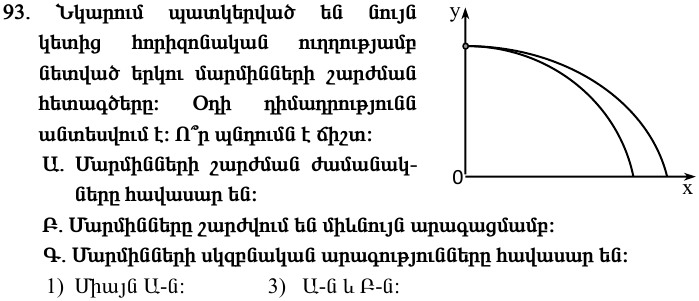 93. Նկարում պատկերված են նույն
կետից հորիզոնական ուղղությամբ
նետված երկու մարմինների շարժման
հետագծերը: Օդի դիմադրությունն
անտեսվում է: Ո՞ր պնդումն է ճիշտ:
Ա. Մարմինների շարժման ժամանակ-
ները հավասար են:
Բ. Մարմինները շարժվում են միևնույն արագացմամբ:
Գ. Մարմինների սկզբնական արագությունները հավասար են:
1) Միայն Ա-ն: 3) Ա-ն և Բ-ն:
y
0
x